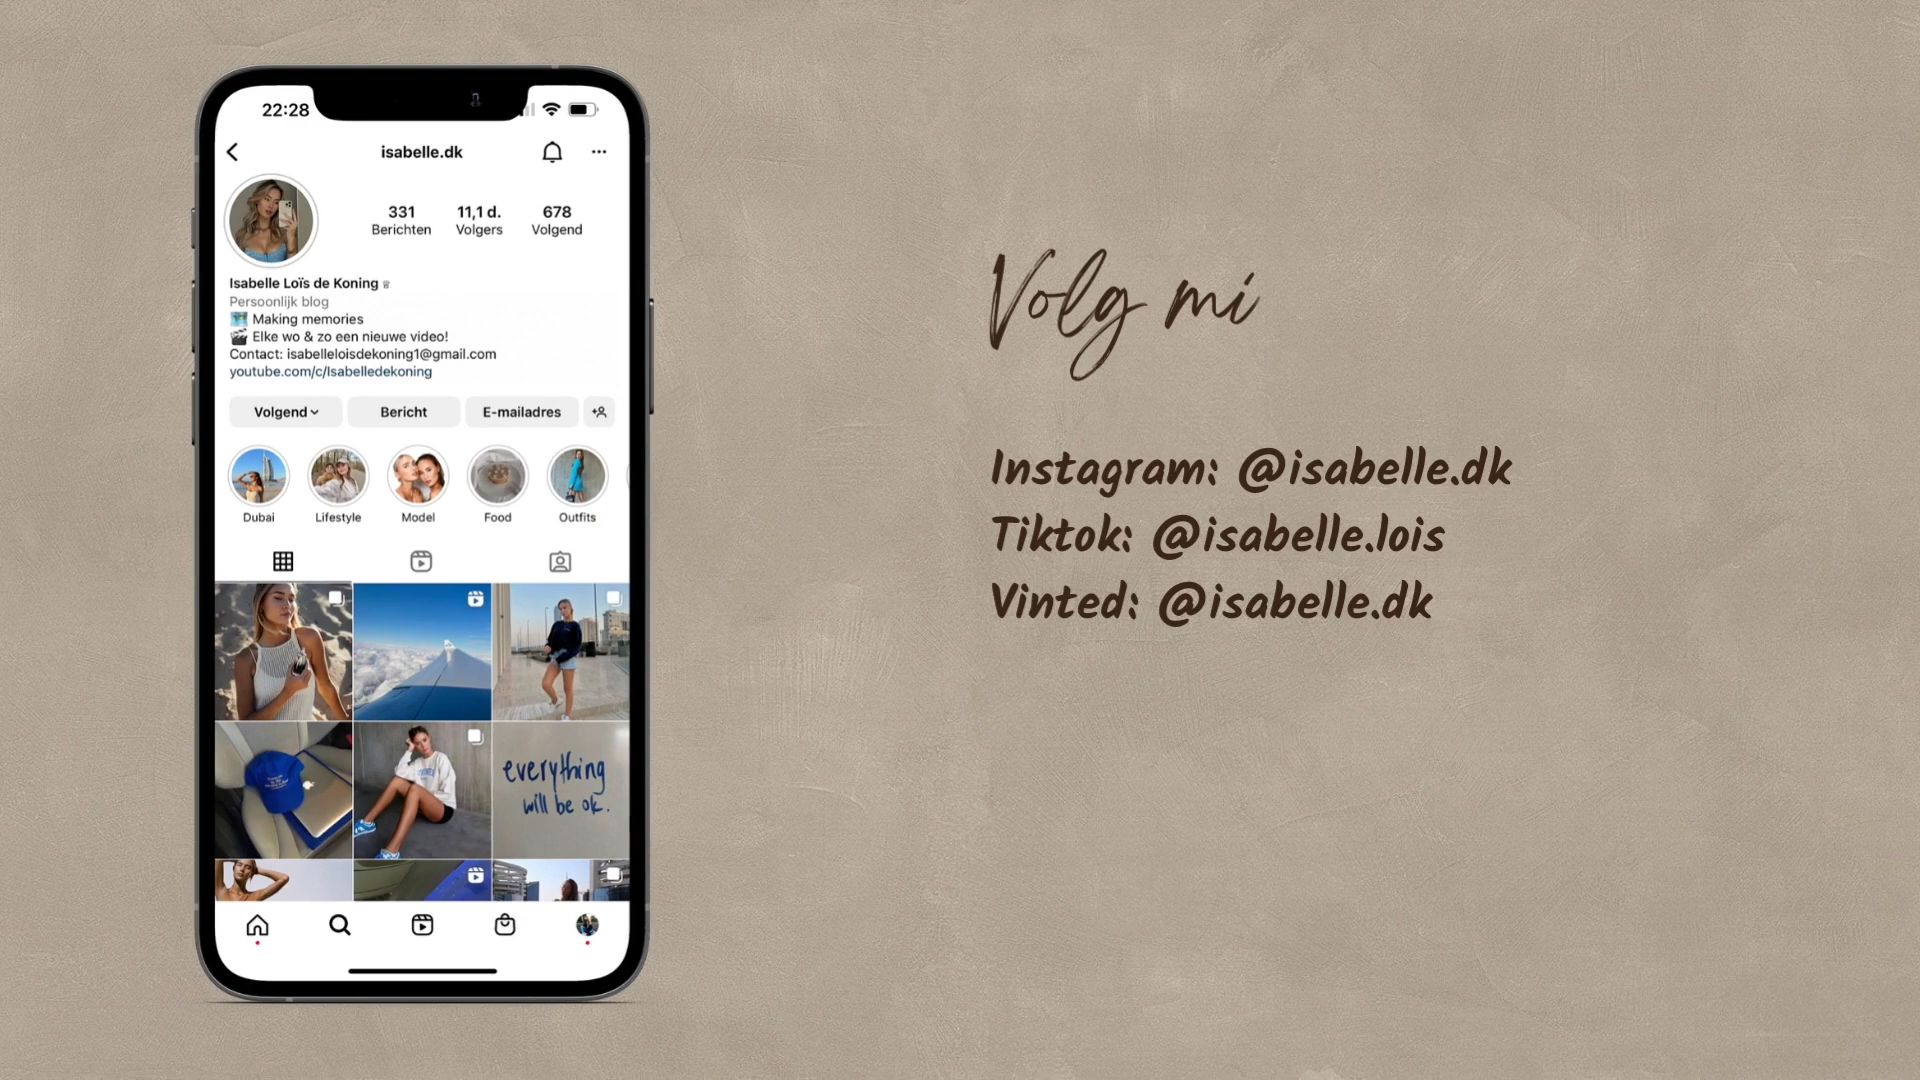 22:28
isabelle.dk
331 11,1 d. 678
Berichten Volgers Volgend
Isabelle Loïs de Koning ♕
Persoonlijk blog
Making memories
Elke wo & zo een nieuwe video!
Contact: isabelleloisdekoning1@gmail.com
youtube.com/c/Isabelledekoning
Volgend Bericht E-mailadres
Dubai Lifestyle Model Food Outfits
everything
will be ok.
Volg mi
Instagram: @isabelle.dk
Tiktok: @isabelle.lois
Vinted: @isabelle.dk